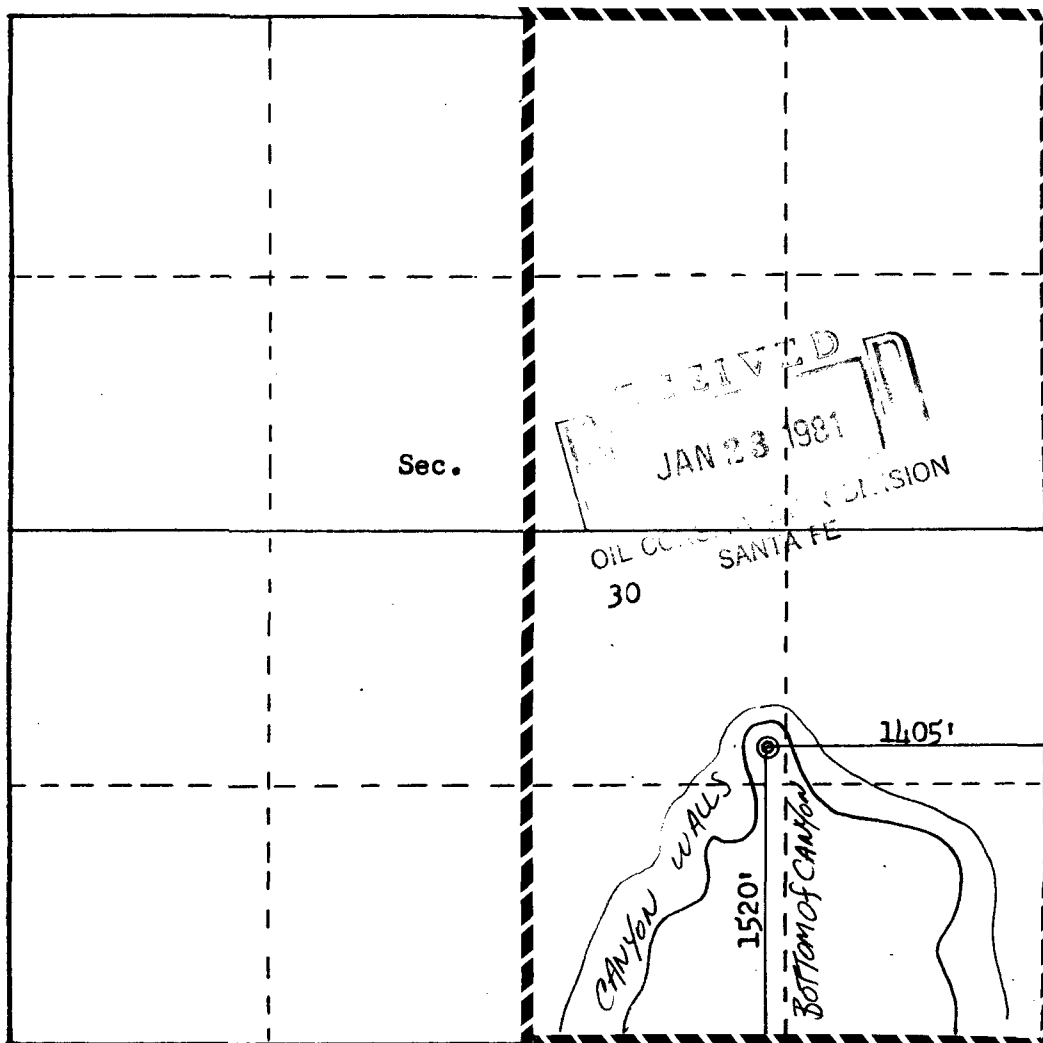 JAN 23 1981
Sec.
OIL
SANTA FE
30
1405'
CANYON WALLS
1520'
BOTTOM OF CANYON